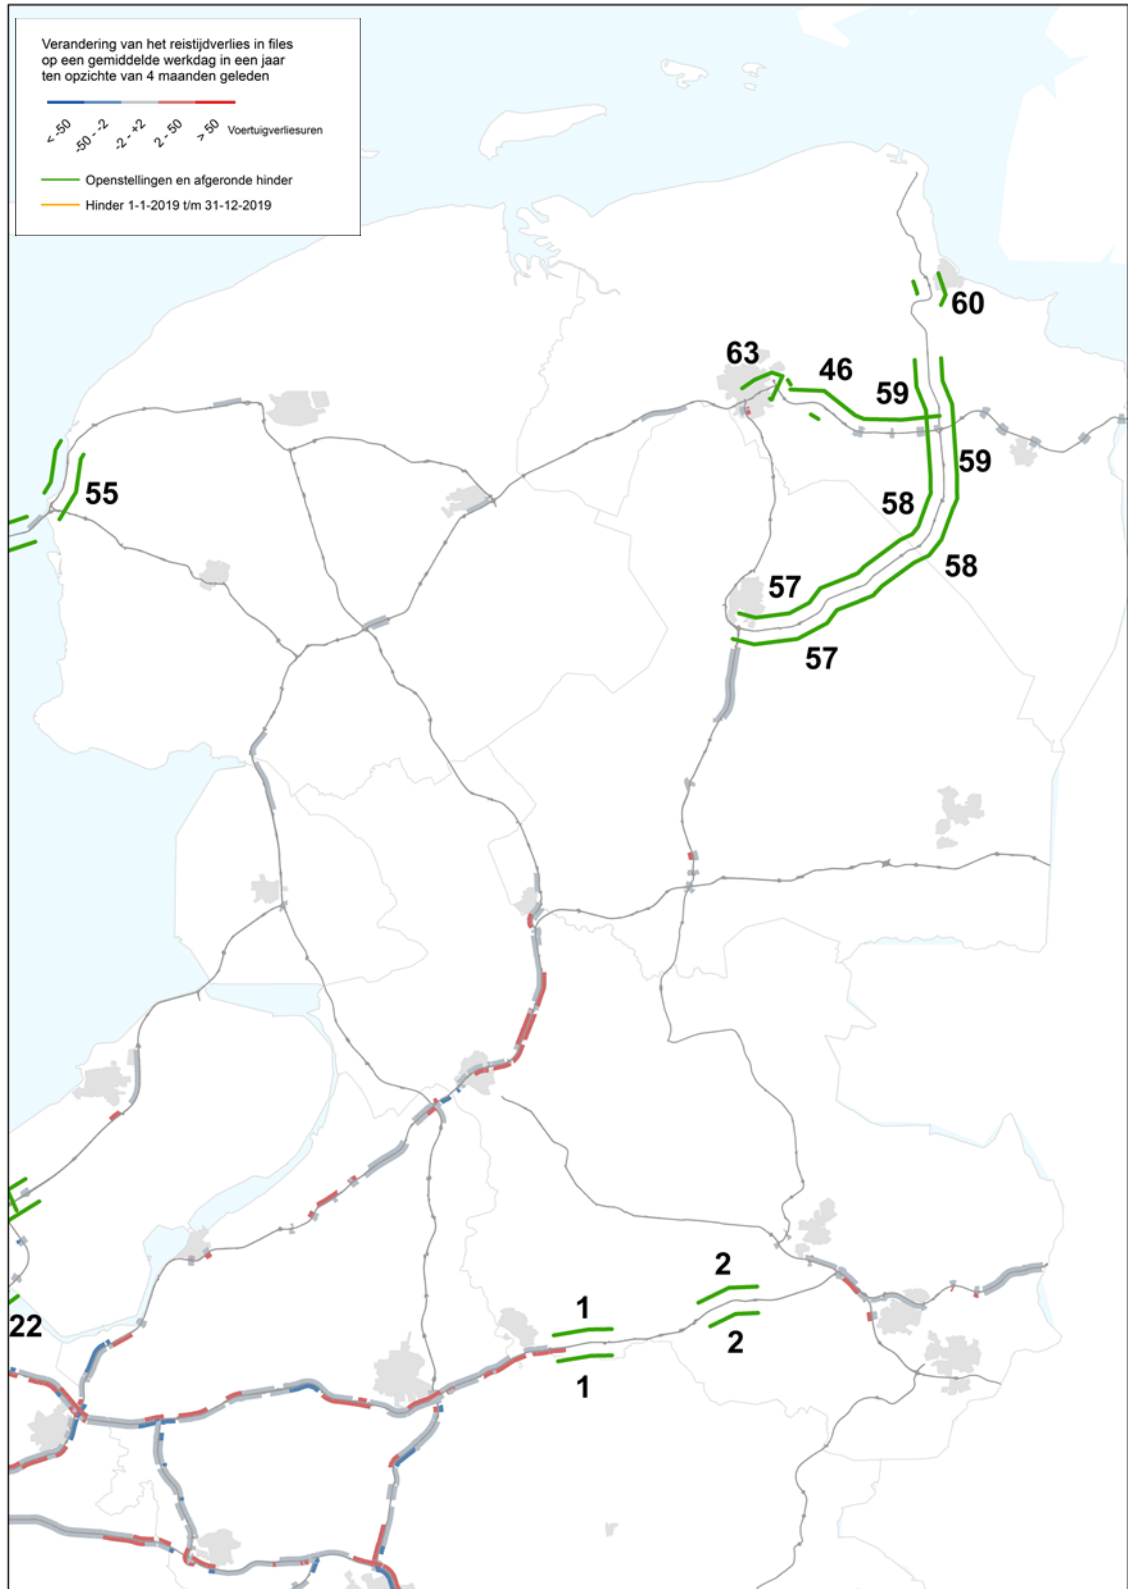 Verandering van het reistijdverlies in files
op een gemiddelde werkdag in een jaar
ten opzichte van 4 maanden geleden
< -50
-50 - -2
-2 - +2
2 - 50
> 50
Voertuigverliesuren
Openstellingen en afgeronde hinder
Hinder 1-1-2019 t/m 31-12-2019
60
63
46
59
59
55
58
58
57
57
2
22
1
2
1